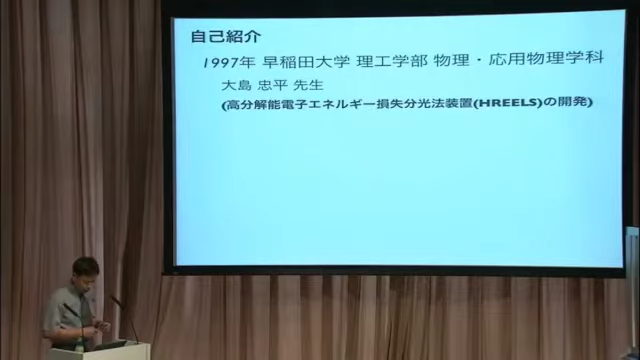 自己紹介
1997年 早稲田大学 理工学部 物理・応用物理学科
大島 忠平 先生
(高分解能電子エネルギー損失分光法装置(HREELS)の開発)